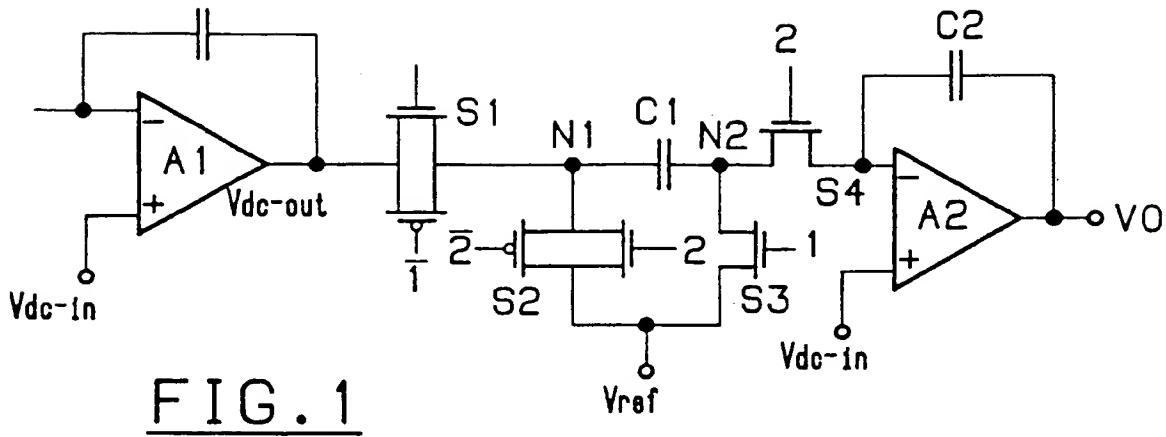 C2
2
S1
C1
N1
N2
−
A1
+
Vdc-out
S4
−
A2
+
VO
2̅
2
1
1̅
S2
S3
Vdc-in
Vdc-in
Vref
FIG.1